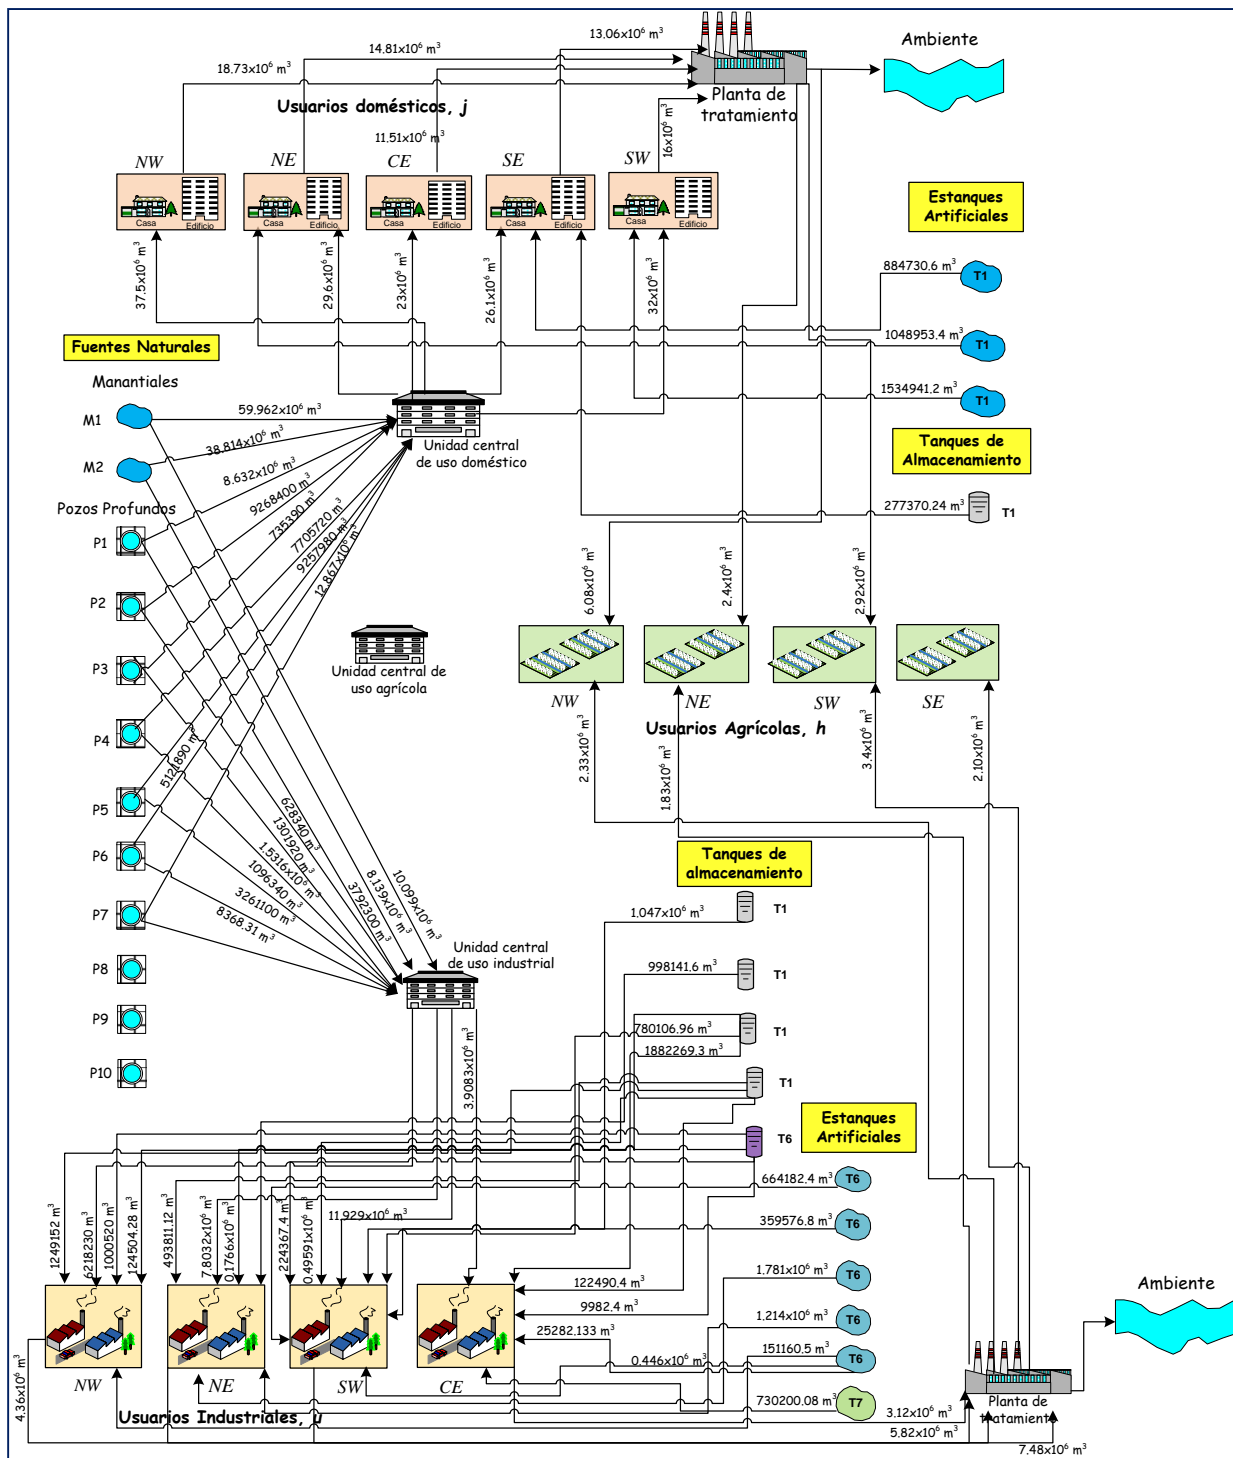 13.06x10⁶ m³
14.81x10⁶ m³
18.73x10⁶ m³
Ambiente
Usuarios domésticos, j
Planta de
tratamiento
11.51x10⁶ m³
16x10⁶ m³
NW
NE
CE
SE
SW
Casa
Edificio
Casa
Edificio
Casa
Edificio
Casa
Edificio
Casa
Edificio
Estanques
Artificiales
37.5x10⁶ m³
29.6x10⁶ m³
23x10⁶ m³
26.1x10⁶ m³
32x10⁶ m³
884730.6 m³
T1
1048953.4 m³
T1
1534941.2 m³
T1
Fuentes Naturales
Manantiales
M1
59.962x10⁶ m³
M2
38.814x10⁶ m³
8.632x10⁶ m³
9268400 m³
735390 m³
7705720 m³
9257980 m³
12.867x10⁶ m³
5121890 m³
Unidad central
de uso doméstico
Tanques de
Almacenamiento
277370.24 m³
T1
Pozos Profundos
P1
P2
P3
P4
P5
P6
P7
P8
P9
P10
Unidad central de
uso agrícola
6.08x10⁶ m³
2.4x10⁶ m³
2.92x10⁶ m³
NW
NE
SW
SE
Usuarios Agrícolas, h
2.33x10⁶ m³
1.83x10⁶ m³
3.4x10⁶ m³
2.10x10⁶ m³
628340 m³
1301920 m³
1.5316x10⁶ m³
1096340 m³
3261100 m³
8368.31 m³
3792300 m³
8.139x10⁶ m³
10.099x10⁶ m³
Unidad central
de uso industrial
Tanques de
almacenamiento
1.047x10⁶ m³
T1
998141.6 m³
T1
780106.96 m³
T1
1882269.3 m³
T1
3.9083x10⁶ m³
Estanques
Artificiales
T6
664182.4 m³
T6
359576.8 m³
T6
1.781x10⁶ m³
T6
1.214x10⁶ m³
T6
151160.5 m³
T6
730200.08 m³
T7
1249152 m³
6218230 m³
1000520 m³
124504.28 m³
493811.12 m³
7.8032x10⁶ m³
0.1766x10⁶ m³
224367.4 m³
0.49591x10⁶ m³
11.929x10⁶ m³
122490.4 m³
9982.4 m³
25282.133 m³
0.446x10⁶ m³
NW
NE
SW
CE
Usuarios Industriales, u
4.36x10⁶ m³
3.12x10⁶ m³
5.82x10⁶ m³
7.48x10⁶ m³
Planta de
tratamiento
Ambiente